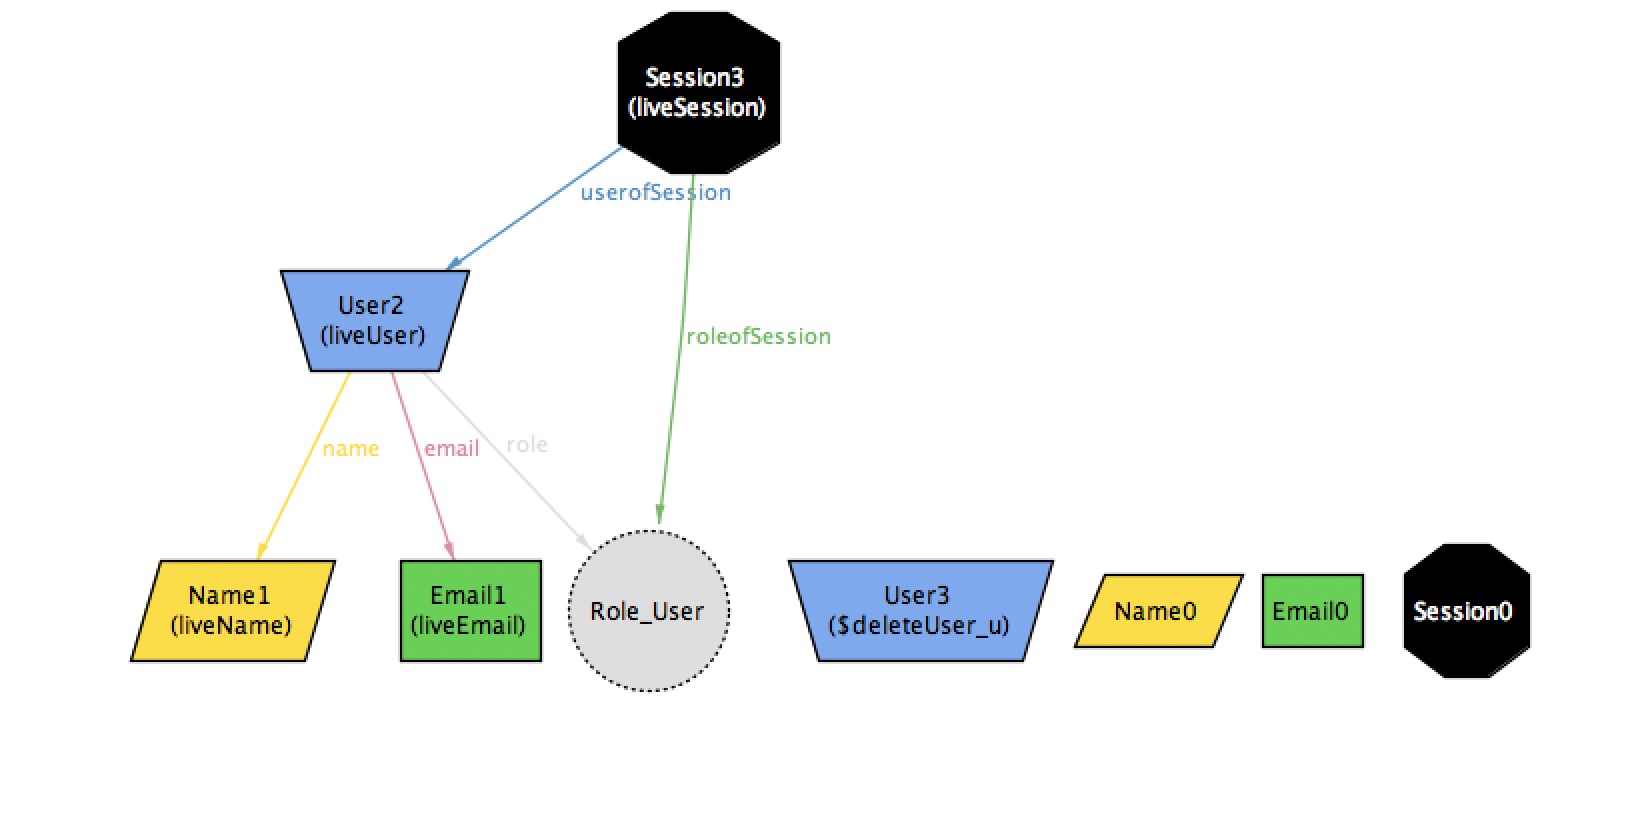 Session3
(liveSession)
userofSession
User2
(liveUser)
roleofSession
name
email
role
Name1
(liveName)
Email1
(liveEmail)
Role_User
User3
($deleteUser_u)
Name0
Email0
Session0